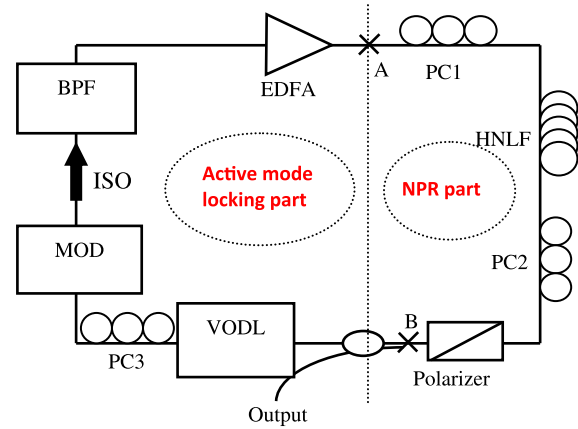 BPF
EDFA
A
PC1
HNLF
ISO
Active mode
locking part
NPR part
MOD
PC2
VODL
B
PC3
Polarizer
Output